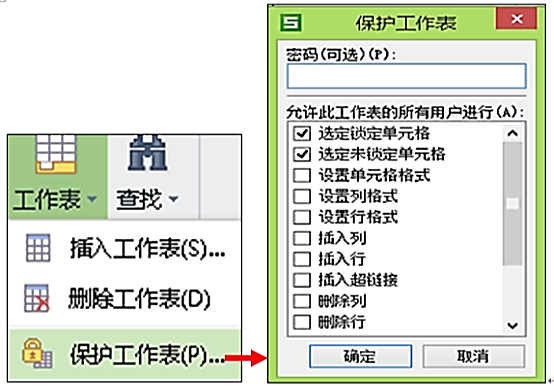 工作表 查找
插入工作表(S)...
删除工作表(D)
保护工作表(P)...
S 保护工作表
密码(可选)(P):
允许此工作表的所有用户进行(A):
选定锁定单元格
选定未锁定单元格
设置单元格格式
设置列格式
设置行格式
插入列
插入行
插入超链接
删除列
删除行
确定 取消